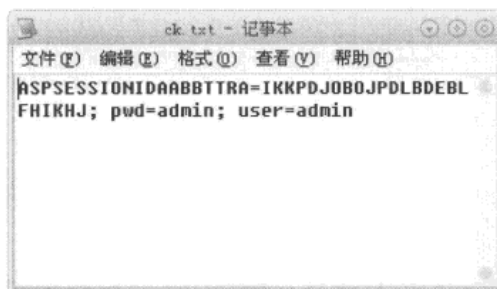 ck.txt - 记事本
文件(F) 编辑(E) 格式(O) 查看(V) 帮助(H)
ASPSESSIONIDAABBTTRA=IKKPDJOBOJPDLBDEBL
FHIKHJ; pwd=admin; user=admin